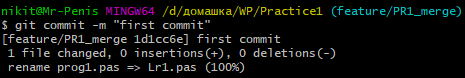 nikit@Mr-Penis MINGW64 /d/домашка/WP/Practice1 (feature/PR1_merge)
$ git commit -m "first commit"
[feature/PR1_merge 1d1cc6e] first commit
 1 file changed, 0 insertions(+), 0 deletions(-)
 rename prog1.pas => Lr1.pas (100%)